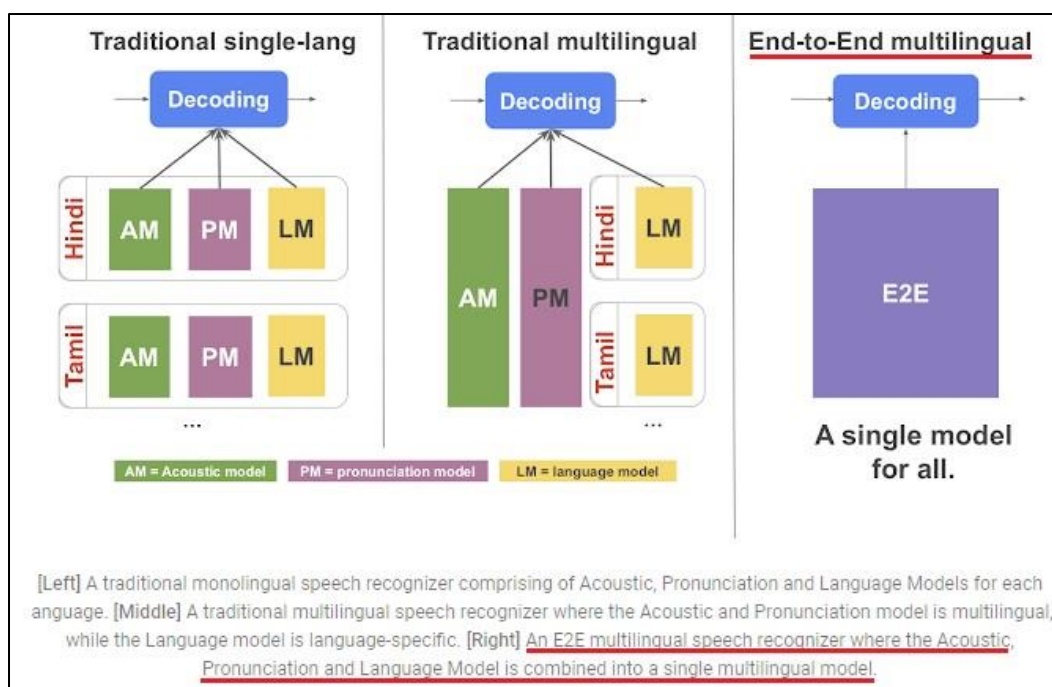 Traditional single-lang
Decoding
Hindi
AM
PM
LM
Tamil
AM
PM
LM
...
Traditional multilingual
Decoding
AM
PM
Hindi
LM
Tamil
LM
...
End-to-End multilingual
Decoding
E2E
A single model
for all.
AM = Acoustic model
PM = pronunciation model
LM = language model
[Left] A traditional monolingual speech recognizer comprising of Acoustic, Pronunciation and Language Models for each
anguage. [Middle] A traditional multilingual speech recognizer where the Acoustic and Pronunciation model is multilingual,
while the Language model is language-specific. [Right] An E2E multilingual speech recognizer where the Acoustic,
Pronunciation and Language Model is combined into a single multilingual model.